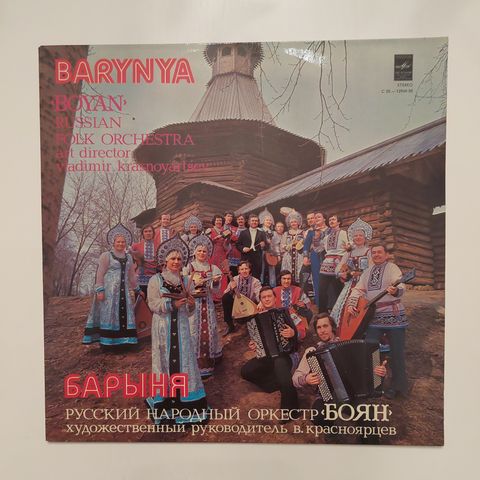 BARYNYA
‹BOYAN›
RUSSIAN
FOLK ORCHESTRA
art director
vladimir krasnoyartsev
STEREO
БАРЫНЯ
РУССКИЙ НАРОДНЫЙ ОРКЕСТР ‹БОЯН›
художественный руководитель в. красноярцев